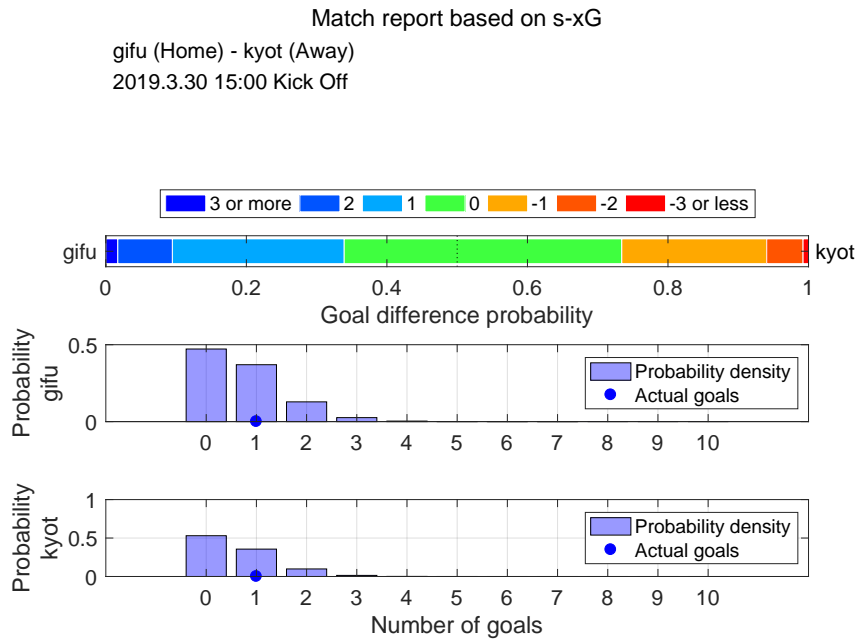 Match report based on s-xG
gifu (Home) - kyot (Away)
2019.3.30 15:00 Kick Off
3 or more 2 1 0 -1 -2 -3 or less
gifu kyot
0 0.2 0.4 0.6 0.8 1
Goal difference probability
Probability
gifu
0.5
0
Probability density
Actual goals
0 1 2 3 4 5 6 7 8 9 10
Probability
kyot
1
0.5
0
Probability density
Actual goals
0 1 2 3 4 5 6 7 8 9 10
Number of goals